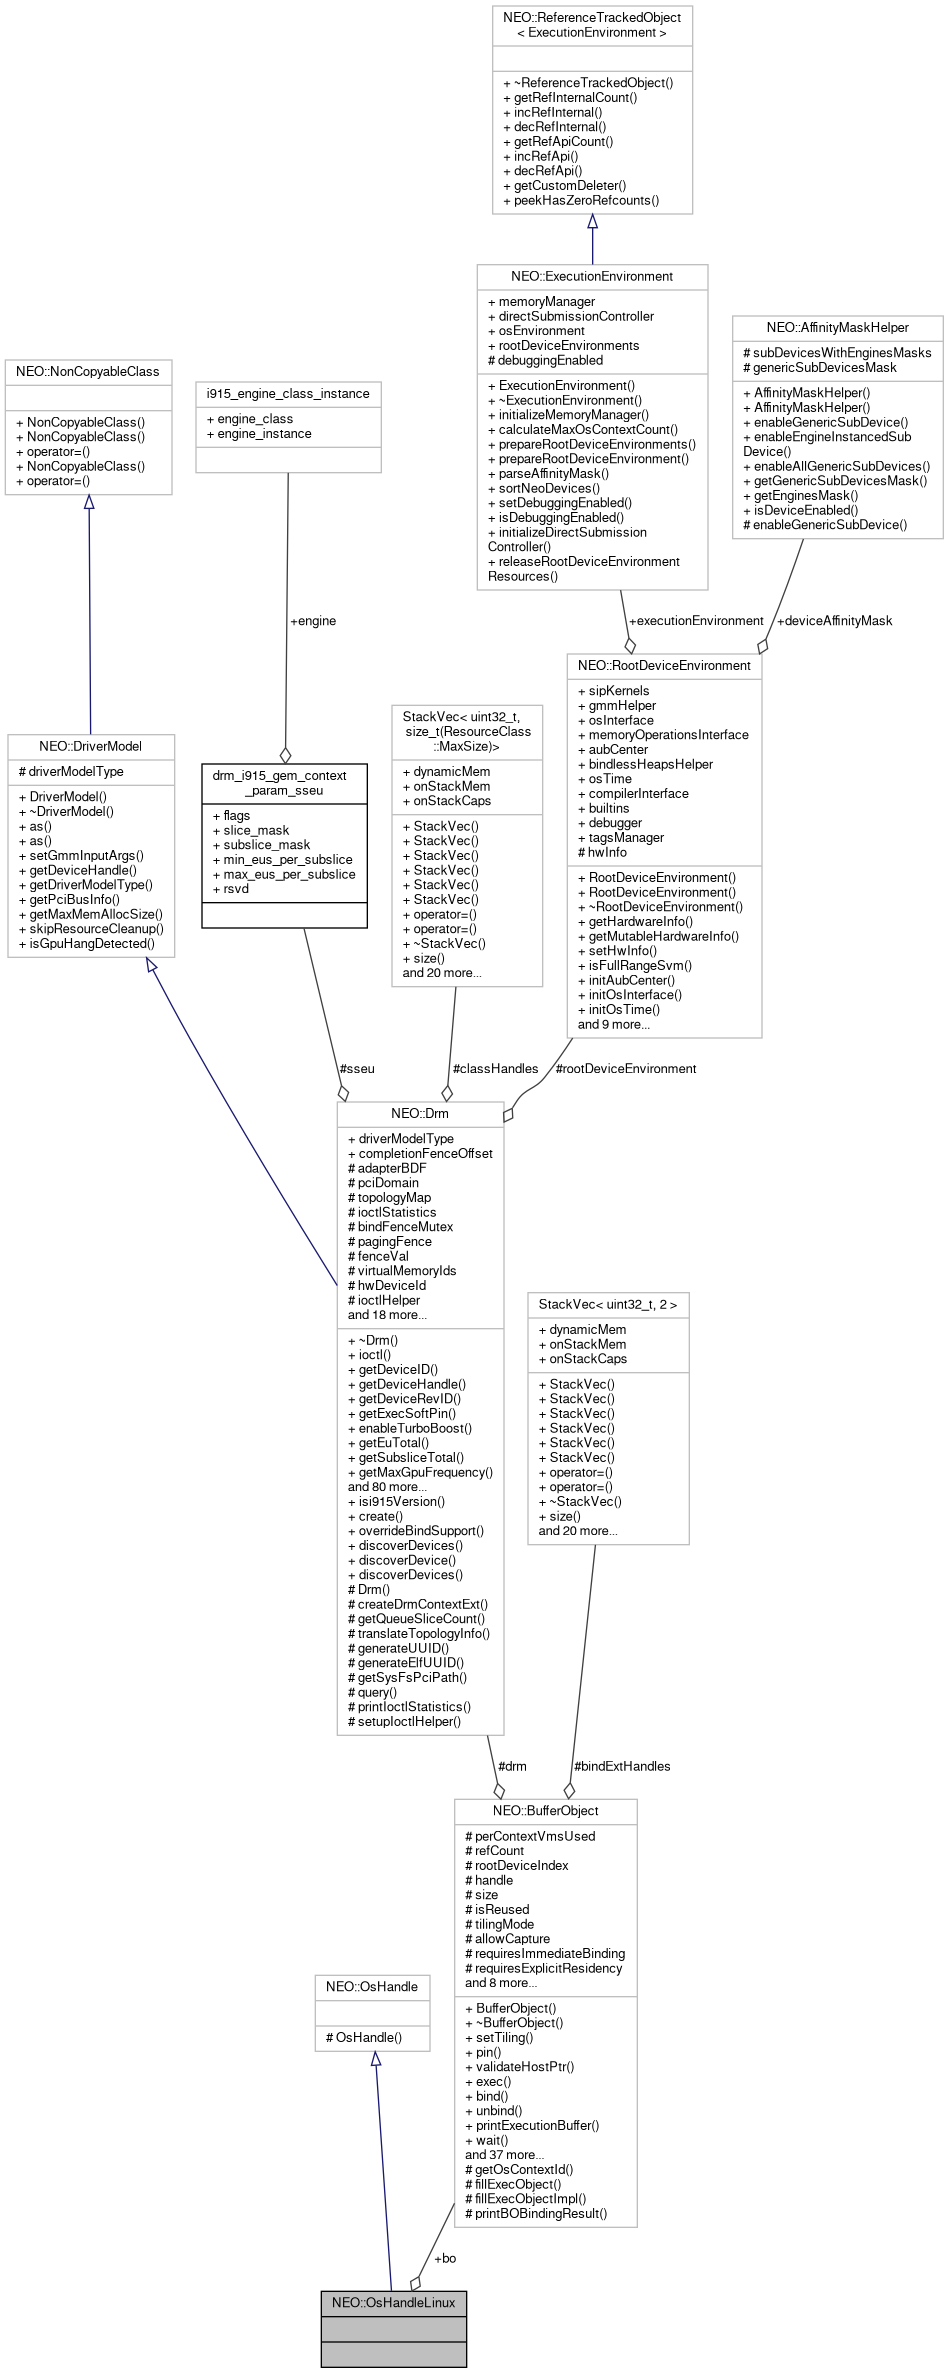 NEO::ReferenceTrackedObject
< ExecutionEnvironment >
+ ~ReferenceTrackedObject()
+ getRefInternalCount()
+ incRefInternal()
+ decRefInternal()
+ getRefApiCount()
+ incRefApi()
+ decRefApi()
+ getCustomDeleter()
+ peekHasZeroRefcounts()
NEO::ExecutionEnvironment
+ memoryManager
+ directSubmissionController
+ osEnvironment
+ rootDeviceEnvironments
# debuggingEnabled
+ ExecutionEnvironment()
+ ~ExecutionEnvironment()
+ initializeMemoryManager()
+ calculateMaxOsContextCount()
+ prepareRootDeviceEnvironments()
+ prepareRootDeviceEnvironment()
+ parseAffinityMask()
+ sortNeoDevices()
+ setDebuggingEnabled()
+ isDebuggingEnabled()
+ initializeDirectSubmission
Controller()
+ releaseRootDeviceEnvironment
Resources()
NEO::AffinityMaskHelper
# subDevicesWithEnginesMasks
# genericSubDevicesMask
+ AffinityMaskHelper()
+ AffinityMaskHelper()
+ enableGenericSubDevice()
+ enableEngineInstancedSub
Device()
+ enableAllGenericSubDevices()
+ getGenericSubDevicesMask()
+ getEnginesMask()
+ isDeviceEnabled()
# enableGenericSubDevice()
NEO::NonCopyableClass
+ NonCopyableClass()
+ NonCopyableClass()
+ operator=()
+ NonCopyableClass()
+ operator=()
i915_engine_class_instance
+ engine_class
+ engine_instance
+engine
+executionEnvironment
+deviceAffinityMask
NEO::RootDeviceEnvironment
+ sipKernels
+ gmmHelper
+ osInterface
+ memoryOperationsInterface
+ aubCenter
+ bindlessHeapsHelper
+ osTime
+ compilerInterface
+ builtins
+ debugger
+ tagsManager
# hwInfo
+ RootDeviceEnvironment()
+ RootDeviceEnvironment()
+ ~RootDeviceEnvironment()
+ getHardwareInfo()
+ getMutableHardwareInfo()
+ setHwInfo()
+ isFullRangeSvm()
+ initAubCenter()
+ initOsInterface()
+ initOsTime()
and 9 more...
StackVec< uint32_t,
size_t(ResourceClass
::MaxSize)>
+ dynamicMem
+ onStackMem
+ onStackCaps
+ StackVec()
+ StackVec()
+ StackVec()
+ StackVec()
+ StackVec()
+ StackVec()
+ operator=()
+ operator=()
+ ~StackVec()
+ size()
and 20 more...
NEO::DriverModel
# driverModelType
+ DriverModel()
+ ~DriverModel()
+ as()
+ as()
+ setGmmInputArgs()
+ getDeviceHandle()
+ getDriverModelType()
+ getPciBusInfo()
+ getMaxMemAllocSize()
+ skipResourceCleanup()
+ isGpuHangDetected()
drm_i915_gem_context
_param_sseu
+ flags
+ slice_mask
+ subslice_mask
+ min_eus_per_subslice
+ max_eus_per_subslice
+ rsvd
#sseu
#classHandles
#rootDeviceEnvironment
NEO::Drm
+ driverModelType
+ completionFenceOffset
# adapterBDF
# pciDomain
# topologyMap
# ioctlStatistics
# bindFenceMutex
# pagingFence
# fenceVal
# virtualMemoryIds
# hwDeviceId
# ioctlHelper
and 18 more...
+ ~Drm()
+ ioctl()
+ getDeviceID()
+ getDeviceHandle()
+ getDeviceRevID()
+ getExecSoftPin()
+ enableTurboBoost()
+ getEuTotal()
+ getSubsliceTotal()
+ getMaxGpuFrequency()
and 80 more...
+ isi915Version()
+ create()
+ overrideBindSupport()
+ discoverDevices()
+ discoverDevice()
+ discoverDevices()
# Drm()
# createDrmContextExt()
# getQueueSliceCount()
# translateTopologyInfo()
# generateUUID()
# generateElfUUID()
# getSysFsPciPath()
# query()
# printIoctlStatistics()
# setupIoctlHelper()
StackVec< uint32_t, 2 >
+ dynamicMem
+ onStackMem
+ onStackCaps
+ StackVec()
+ StackVec()
+ StackVec()
+ StackVec()
+ StackVec()
+ StackVec()
+ operator=()
+ operator=()
+ ~StackVec()
+ size()
and 20 more...
#drm
#bindExtHandles
NEO::BufferObject
# perContextVmsUsed
# refCount
# rootDeviceIndex
# handle
# size
# isReused
# tilingMode
# allowCapture
# requiresImmediateBinding
# requiresExplicitResidency
and 8 more...
+ BufferObject()
+ ~BufferObject()
+ setTiling()
+ pin()
+ validateHostPtr()
+ exec()
+ bind()
+ unbind()
+ printExecutionBuffer()
+ wait()
and 37 more...
# getOsContextId()
# fillExecObject()
# fillExecObjectImpl()
# printBOBindingResult()
NEO::OsHandle
# OsHandle()
+bo
NEO::OsHandleLinux